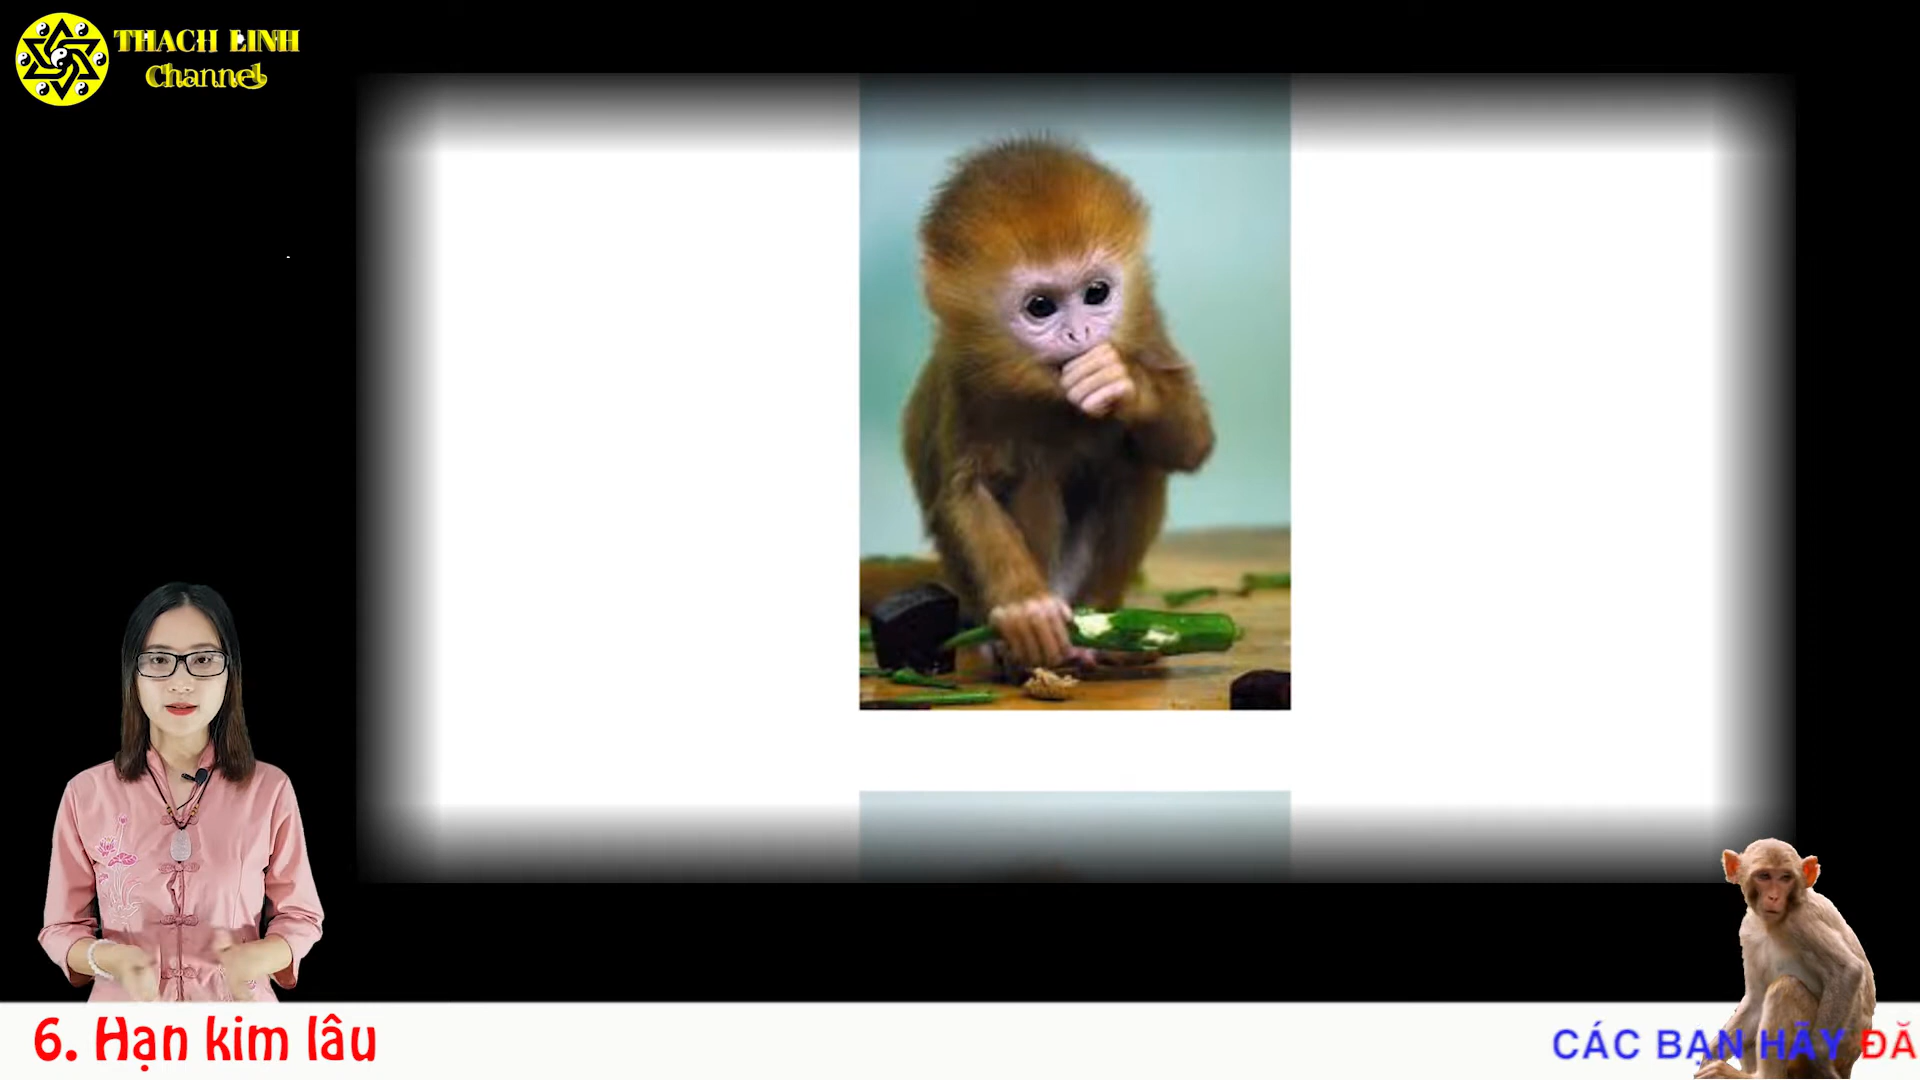 THACH LINH
Channel
6. Hạn kim lâu
CÁC BẠN HÃY ĐĂ